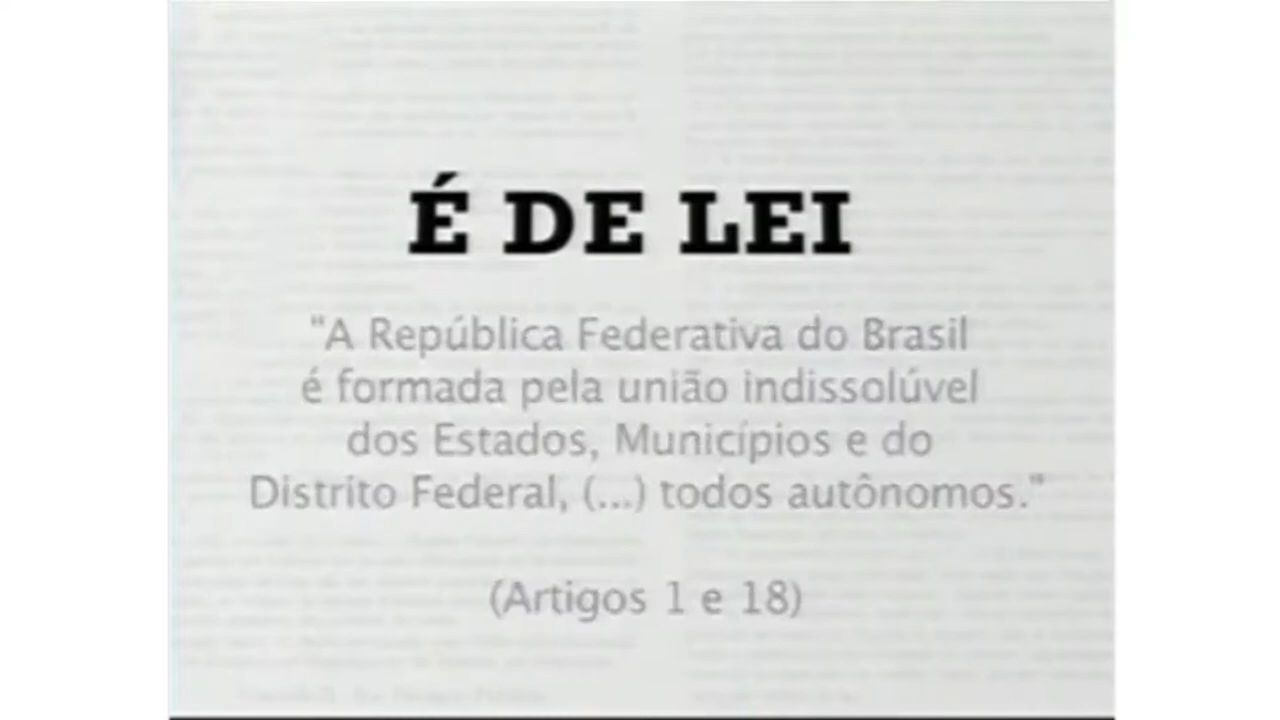 É DE LEI
"A República Federativa do Brasil
é formada pela união indissolúvel
dos Estados, Municípios e do
Distrito Federal, (...) todos autônomos."
(Artigos 1 e 18)